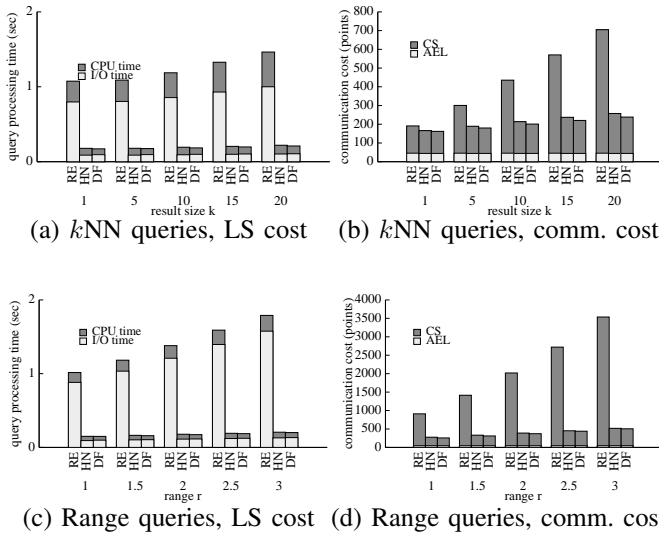 query processing time (sec)
2
1
0
CPU time
I/O time
RE HN DF RE HN DF RE HN DF RE HN DF RE HN DF
1 5 10 15 20
result size k
(a) kNN queries, LS cost
communication cost (points)
800
700
600
500
400
300
200
100
0
CS
AEL
RE HN DF RE HN DF RE HN DF RE HN DF RE HN DF
1 5 10 15 20
result size k
(b) kNN queries, comm. cost
query processing time (sec)
2
1
0
CPU time
I/O time
RE HN DF RE HN DF RE HN DF RE HN DF RE HN DF
1 1.5 2 2.5 3
range r
(c) Range queries, LS cost
communication cost (points)
4000
3500
3000
2500
2000
1500
1000
500
0
CS
AEL
RE HN DF RE HN DF RE HN DF RE HN DF RE HN DF
1 1.5 2 2.5 3
range r
(d) Range queries, comm. cos